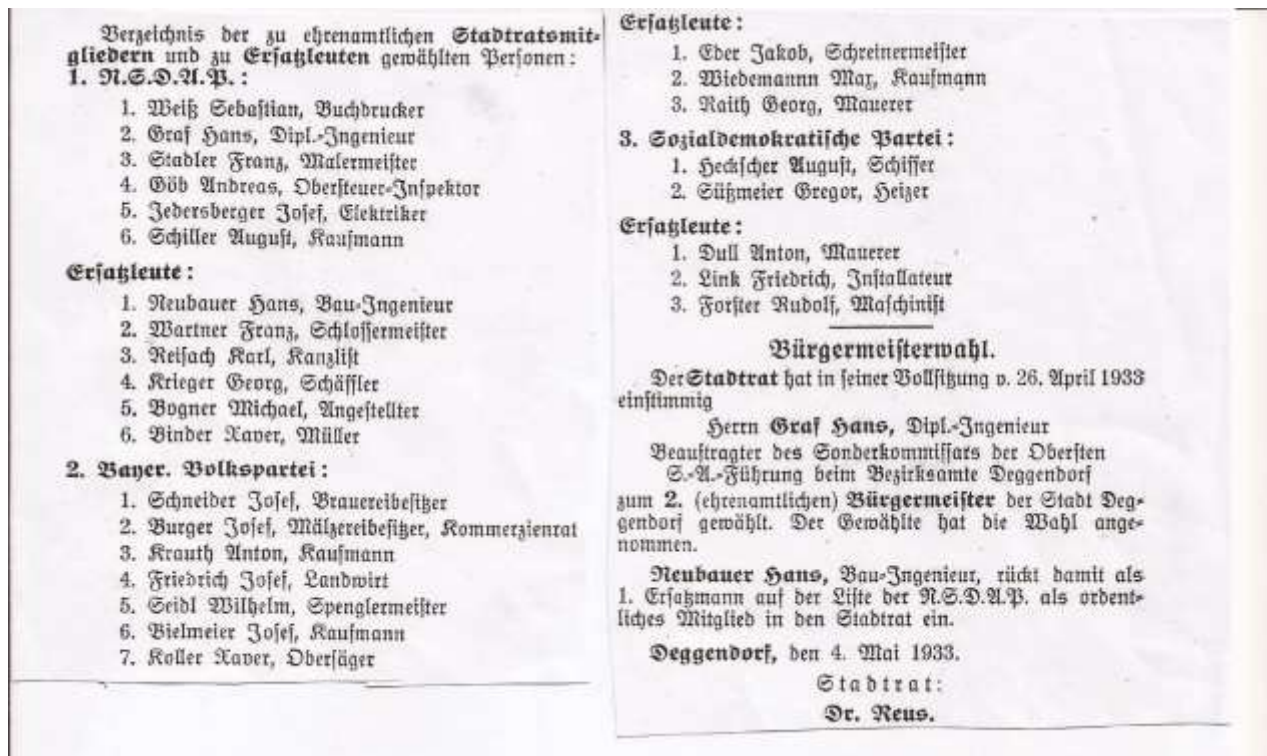 Verzeichnis der zu ehrenamtlichen Stadtratsmit-
gliedern und zu Ersatzleuten gewählten Personen:
1. N.S.D.A.P.:
1. Weiß Sebastian, Buchdrucker
2. Graf Hans, Dipl.-Ingenieur
3. Stadler Franz, Malermeister
4. Göb Andreas, Obersteuer-Inspektor
5. Jedersberger Josef, Elektriker
6. Schiller August, Kaufmann
Ersatzleute:
1. Neubauer Hans, Bau-Ingenieur
2. Wartner Franz, Schlossermeister
3. Reisach Karl, Kanzlist
4. Krieger Georg, Schäffler
5. Bogner Michael, Angestellter
6. Binder Xaver, Müller
2. Bayer. Volkspartei:
1. Schneider Josef, Brauereibesitzer
2. Burger Josef, Mälzereibesitzer, Kommerzienrat
3. Krauth Anton, Kaufmann
4. Friedrich Josef, Landwirt
5. Seidl Wilhelm, Spenglermeister
6. Bielmeier Josef, Kaufmann
7. Koller Xaver, Oberjäger
Ersatzleute:
1. Eder Jakob, Schreinermeister
2. Wiedemannn Max, Kaufmann
3. Raith Georg, Mauerer
3. Sozialdemokratische Partei:
1. Heckscher August, Schiffer
2. Süßmeier Gregor, Heizer
Ersatzleute:
1. Dull Anton, Mauerer
2. Link Friedrich, Installateur
3. Forster Rudolf, Maschinist
Bürgermeisterwahl.
Der Stadtrat hat in seiner Vollsitzung v. 26. April 1933
einstimmig
Herrn Graf Hans, Dipl.-Ingenieur
Beauftragter des Sonderkommissars der Obersten
S.-A.-Führung beim Bezirksamte Deggendorf
zum 2. (ehrenamtlichen) Bürgermeister der Stadt Deg-
gendorf gewählt. Der Gewählte hat die Wahl ange-
nommen.
Neubauer Hans, Bau-Ingenieur, rückt damit als
1. Ersatzmann auf der Liste der N.S.D.A.P. als ordent-
liches Mitglied in den Stadtrat ein.
Deggendorf, den 4. Mai 1933.
Stadtrat:
Dr. Reus.